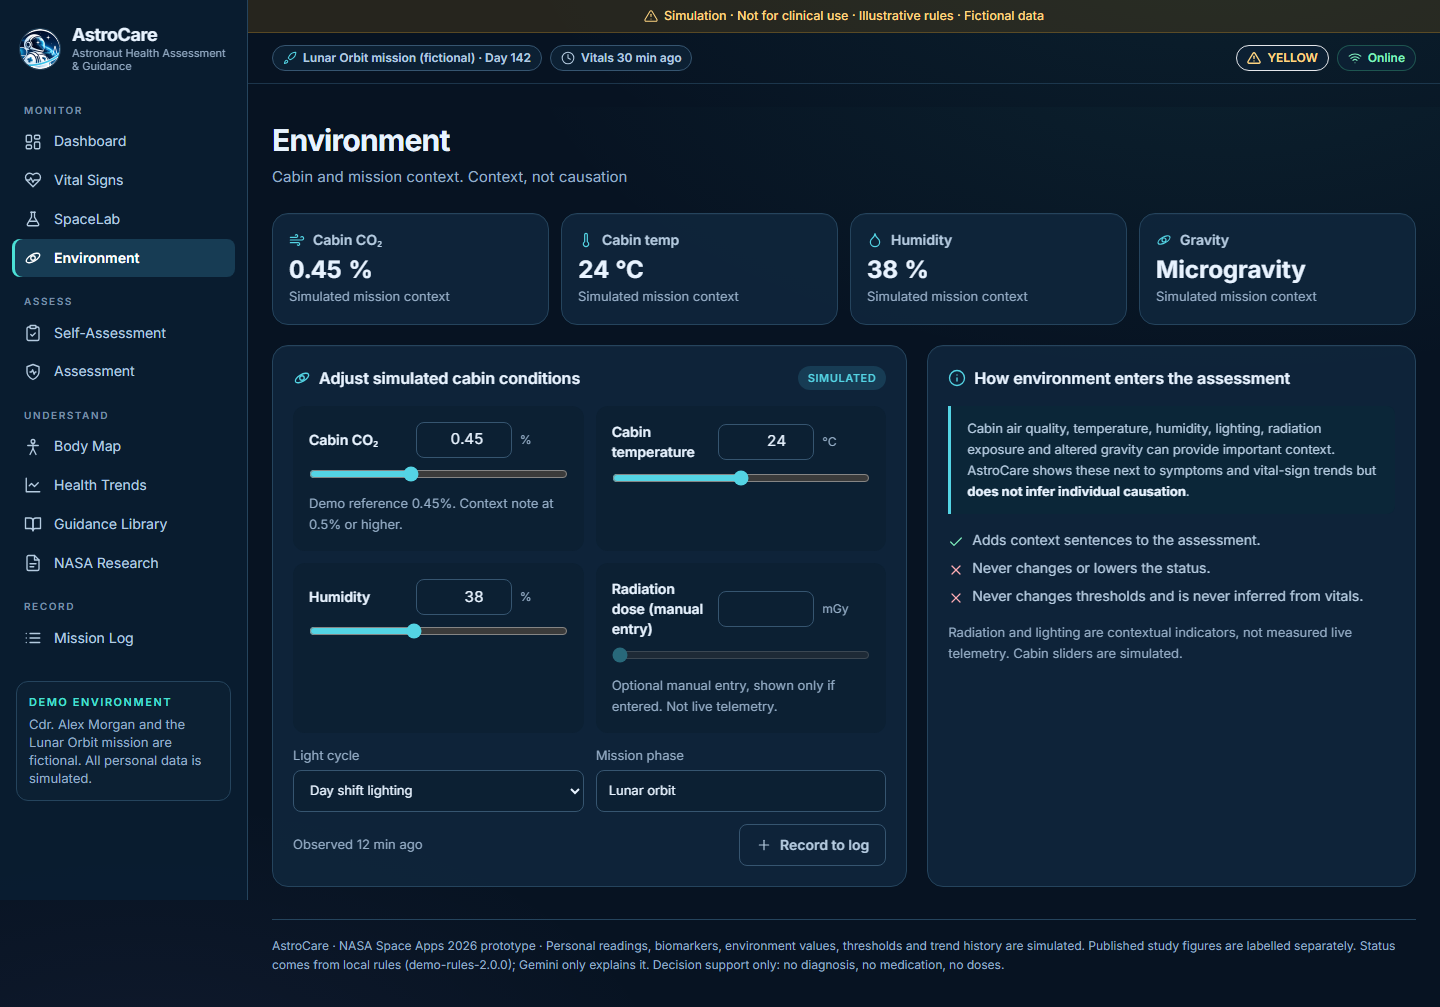 AstroCare
Astronaut Health Assessment
& Guidance
MONITOR
Dashboard
Vital Signs
SpaceLab
Environment
ASSESS
Self-Assessment
Assessment
UNDERSTAND
Body Map
Health Trends
Guidance Library
NASA Research
RECORD
Mission Log
DEMO ENVIRONMENT
Cdr. Alex Morgan and the
Lunar Orbit mission are
fictional. All personal data is
simulated.
Simulation · Not for clinical use · Illustrative rules · Fictional data
Lunar Orbit mission (fictional) · Day 142
Vitals 30 min ago
YELLOW
Online
Environment
Cabin and mission context. Context, not causation
Cabin CO₂
0.45 %
Simulated mission context
Cabin temp
24 °C
Simulated mission context
Humidity
38 %
Simulated mission context
Gravity
Microgravity
Simulated mission context
Adjust simulated cabin conditions
SIMULATED
Cabin CO₂
0.45
%
Demo reference 0.45%. Context note at
0.5% or higher.
Cabin
temperature
24
°C
Humidity
38
%
Radiation
dose (manual
entry)
mGy
Optional manual entry, shown only if
entered. Not live telemetry.
Light cycle
Day shift lighting
Mission phase
Lunar orbit
Observed 12 min ago
Record to log
How environment enters the assessment
Cabin air quality, temperature, humidity, lighting, radiation
exposure and altered gravity can provide important context.
AstroCare shows these next to symptoms and vital-sign trends but
does not infer individual causation.
Adds context sentences to the assessment.
Never changes or lowers the status.
Never changes thresholds and is never inferred from vitals.
Radiation and lighting are contextual indicators, not measured live
telemetry. Cabin sliders are simulated.
AstroCare · NASA Space Apps 2026 prototype · Personal readings, biomarkers, environment values, thresholds and trend history are simulated. Published study figures are labelled separately. Status
comes from local rules (demo-rules-2.0.0); Gemini only explains it. Decision support only: no diagnosis, no medication, no doses.